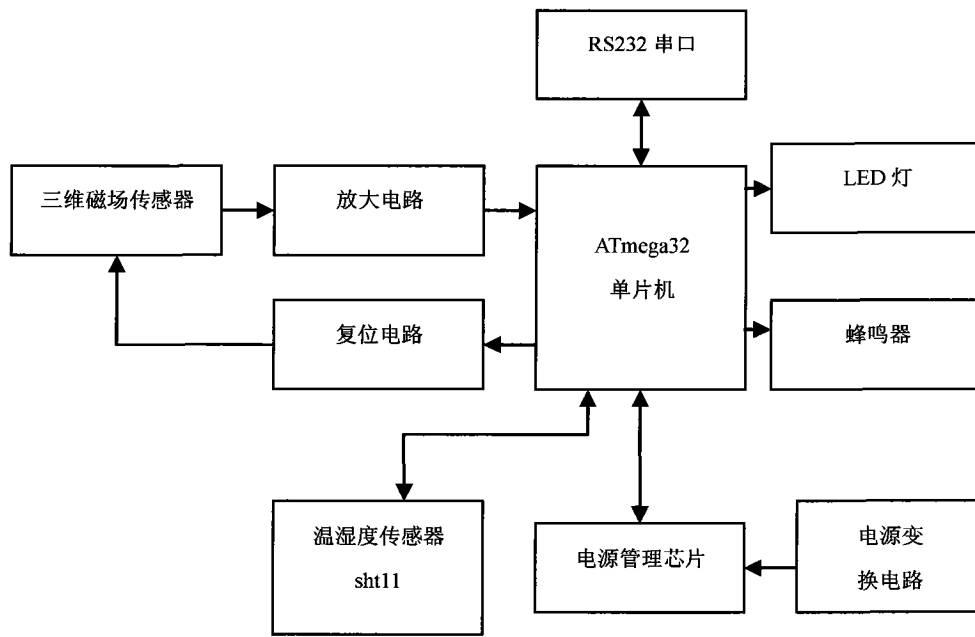 RS232 串口
LED 灯
三维磁场传感器
放大电路
ATmega32
单片机
复位电路
蜂鸣器
温湿度传感器
sht11
电源管理芯片
电源变
换电路